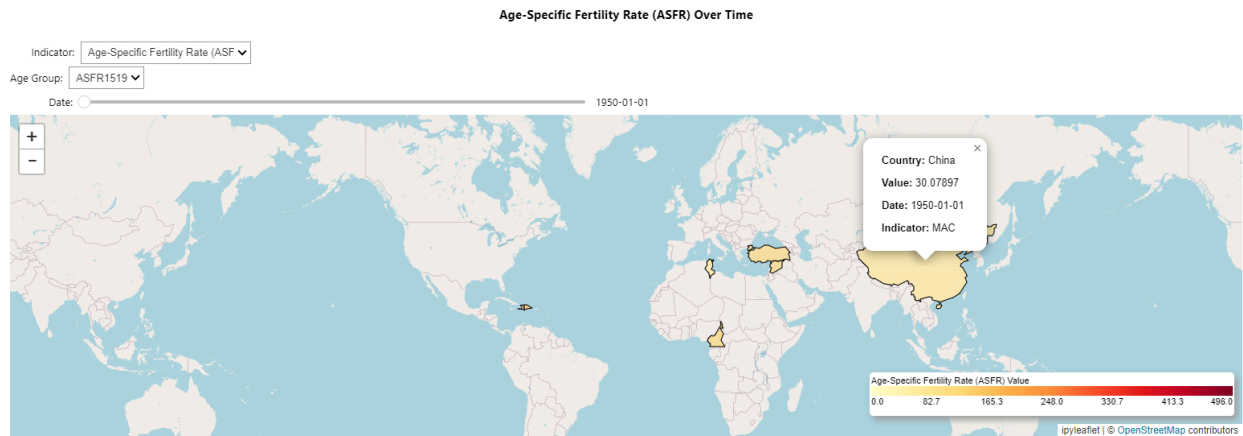 Age-Specific Fertility Rate (ASFR) Over Time
Indicator: Age-Specific Fertility Rate (ASF
Age Group: ASFR1519
Date: 1950-01-01
+
−
×
Country: China
Value: 30.07897
Date: 1950-01-01
Indicator: MAC
Age-Specific Fertility Rate (ASFR) Value
0.0 82.7 165.3 248.0 330.7 413.3 496.0
ipyleaflet | © OpenStreetMap contributors